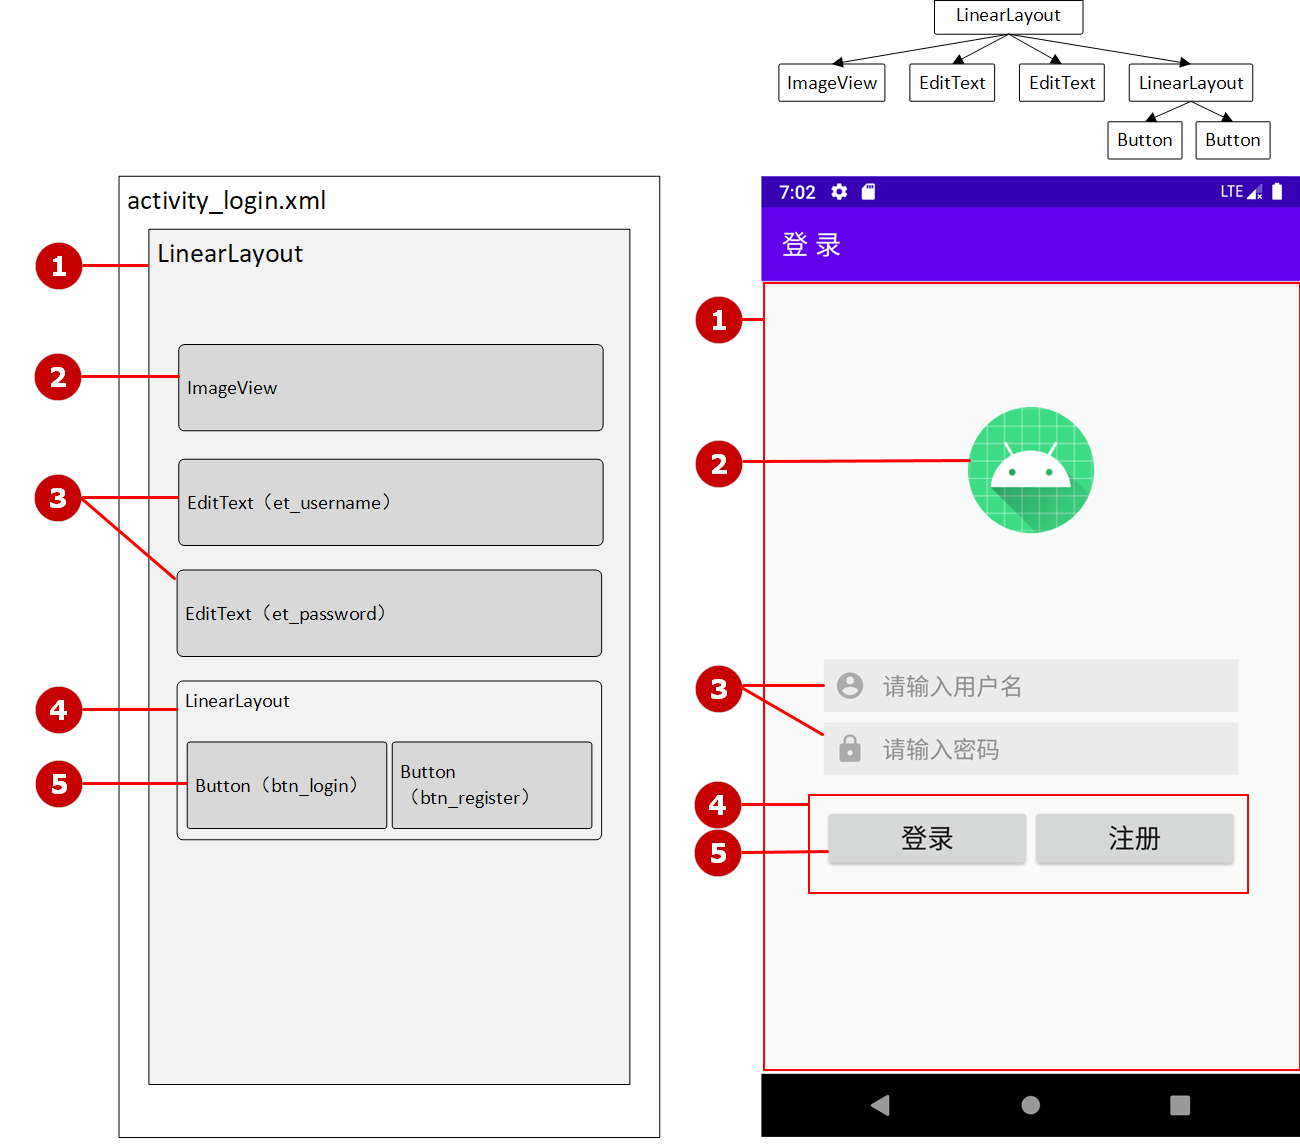 LinearLayout
ImageView
EditText
EditText
LinearLayout
Button
Button
activity_login.xml
1
LinearLayout
2
ImageView
3
EditText（et_username）
EditText（et_password）
4
LinearLayout
5
Button（btn_login）
Button
（btn_register）
7:02
LTE
登 录
1
2
3
请输入用户名
请输入密码
4
5
登录
注册